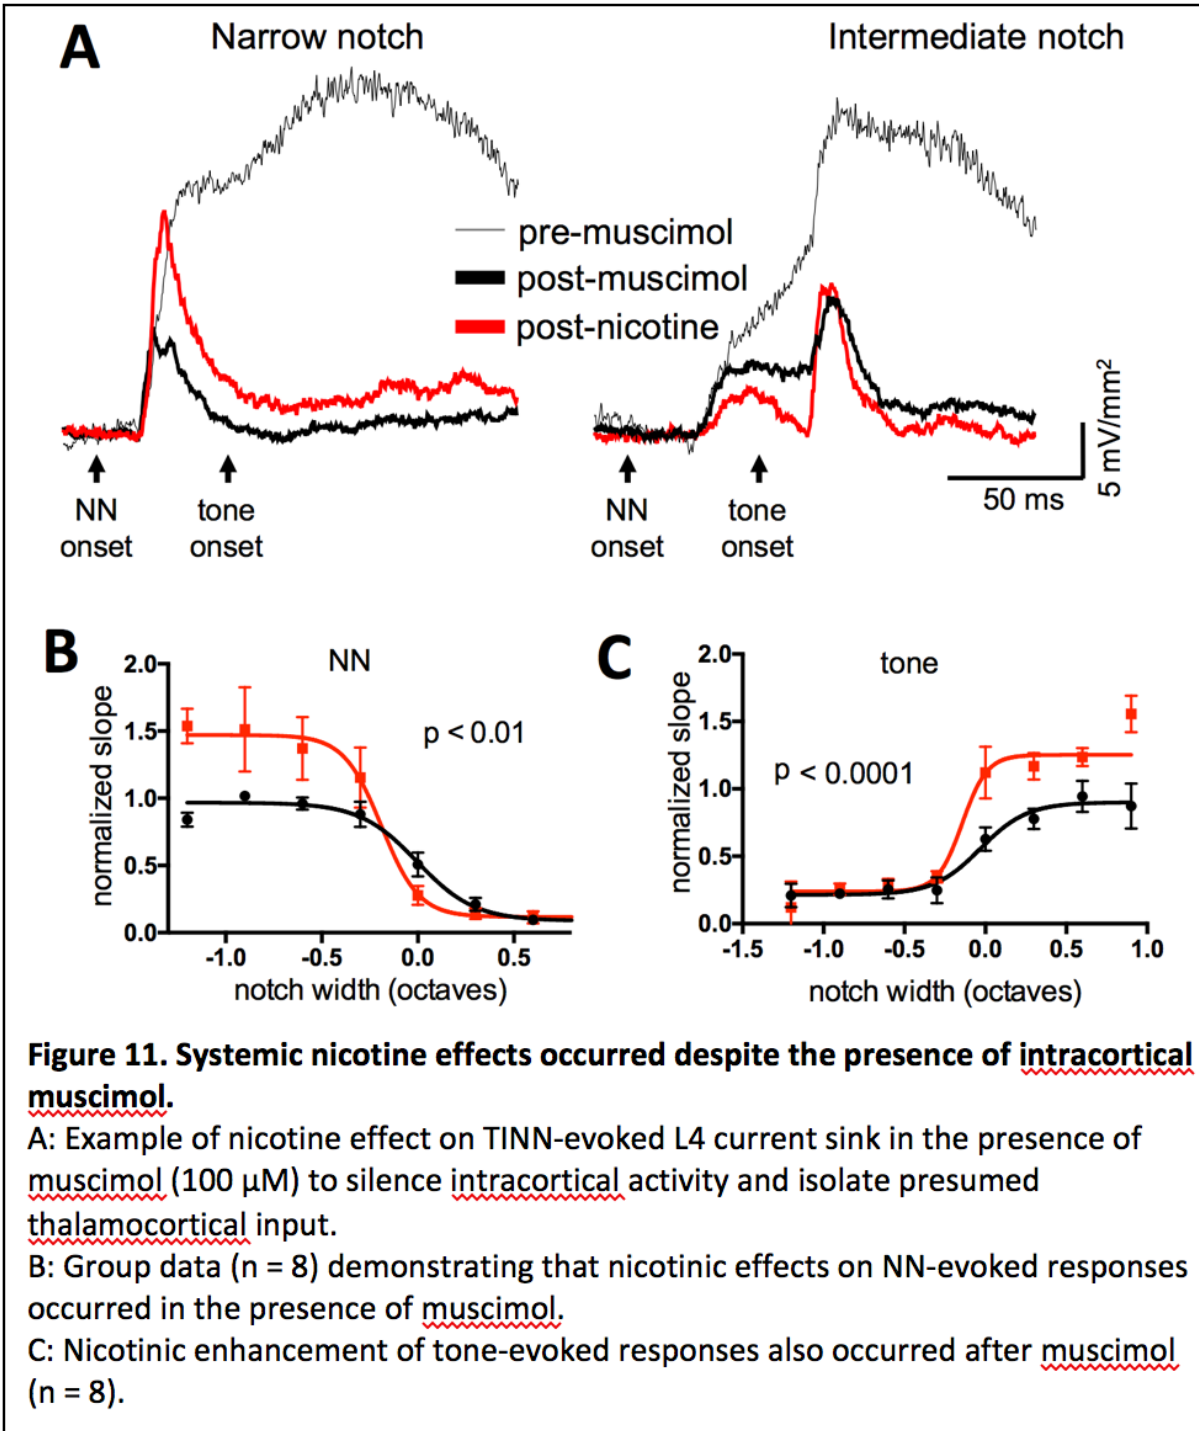 A
Narrow notch
Intermediate notch
pre-muscimol
post-muscimol
post-nicotine
5 mV/mm²
50 ms
NN onset
tone onset
NN onset
tone onset
B
NN
p < 0.01
normalized slope
2.0
1.5
1.0
0.5
0.0
-1.0 -0.5 0.0 0.5
notch width (octaves)
C
tone
p < 0.0001
normalized slope
2.0
1.5
1.0
0.5
0.0
-1.5 -1.0 -0.5 0.0 0.5 1.0
notch width (octaves)
Figure 11. Systemic nicotine effects occurred despite the presence of intracortical
muscimol.
A: Example of nicotine effect on TINN-evoked L4 current sink in the presence of
muscimol (100 µM) to silence intracortical activity and isolate presumed
thalamocortical input.
B: Group data (n = 8) demonstrating that nicotinic effects on NN-evoked responses
occurred in the presence of muscimol.
C: Nicotinic enhancement of tone-evoked responses also occurred after muscimol
(n = 8).